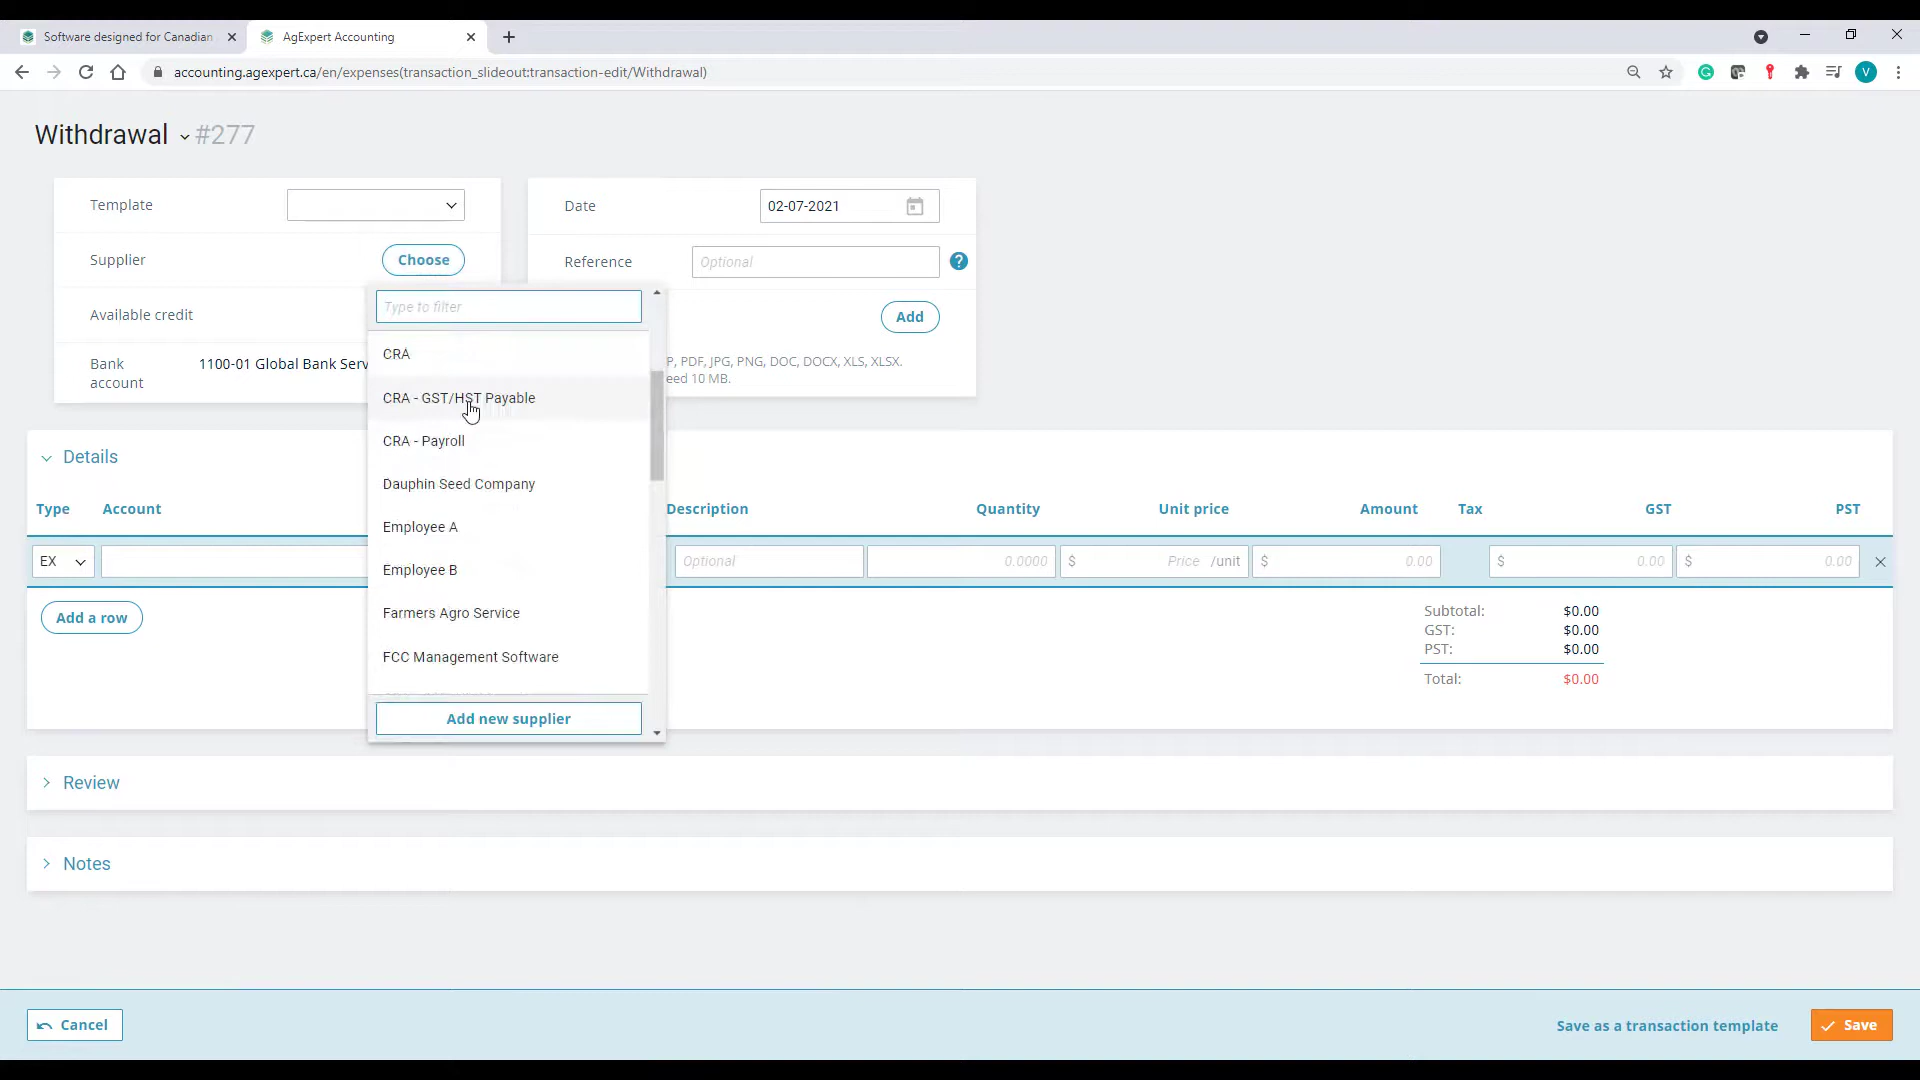 Software designed for Canadian
AgExpert Accounting
accounting.agexpert.ca/en/expenses(transaction_slideout:transaction-edit/Withdrawal)
V
Withdrawal #277
Template
Supplier
Choose
Available credit
Bank account
1100-01 Global Bank Serv
Date
02-07-2021
Reference
Optional
?
Add
P, PDF, JPG, PNG, DOC, DOCX, XLS, XLSX.
eed 10 MB.
Type to filter
CRA
CRA - GST/HST Payable
CRA - Payroll
Dauphin Seed Company
Employee A
Employee B
Farmers Agro Service
FCC Management Software
Add new supplier
Details
Type Account Description Quantity Unit price Amount Tax GST PST
EX Optional 0.0000 $ Price /unit $ 0.00 $ 0.00 $ 0.00
Add a row
Subtotal: $0.00
GST: $0.00
PST: $0.00
Total: $0.00
Review
Notes
Cancel
Save as a transaction template
Save